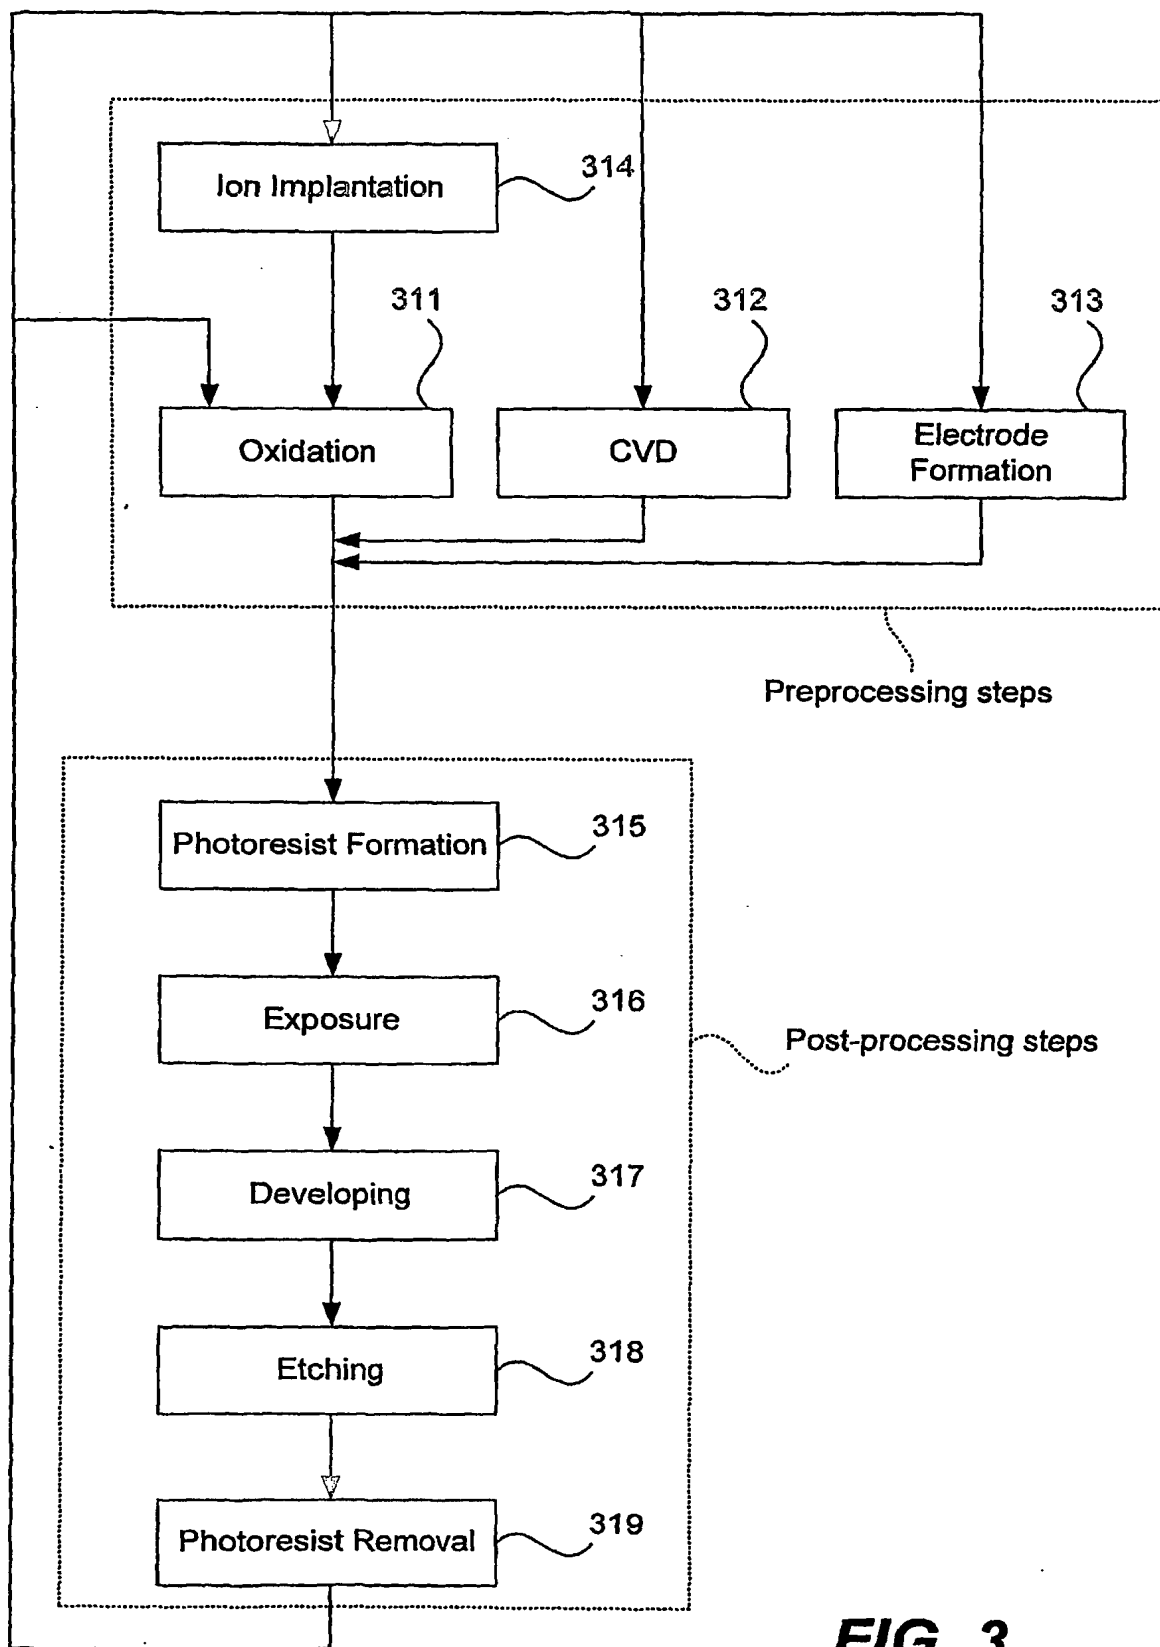 Ion Implantation
314
311
312
313
Oxidation
CVD
Electrode
Formation
Preprocessing steps
Photoresist Formation
315
Exposure
316
Post-processing steps
Developing
317
Etching
318
Photoresist Removal
319
FIG. 3